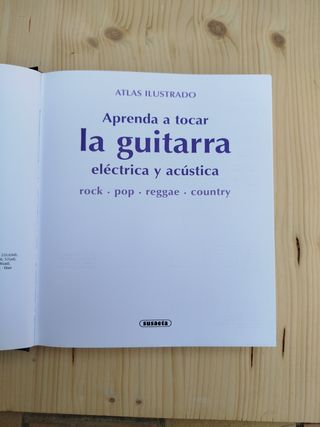 ATLAS ILUSTRADO
Aprenda a tocar
la guitarra
eléctrica y acústica
rock · pop · reggae · country
susaeta